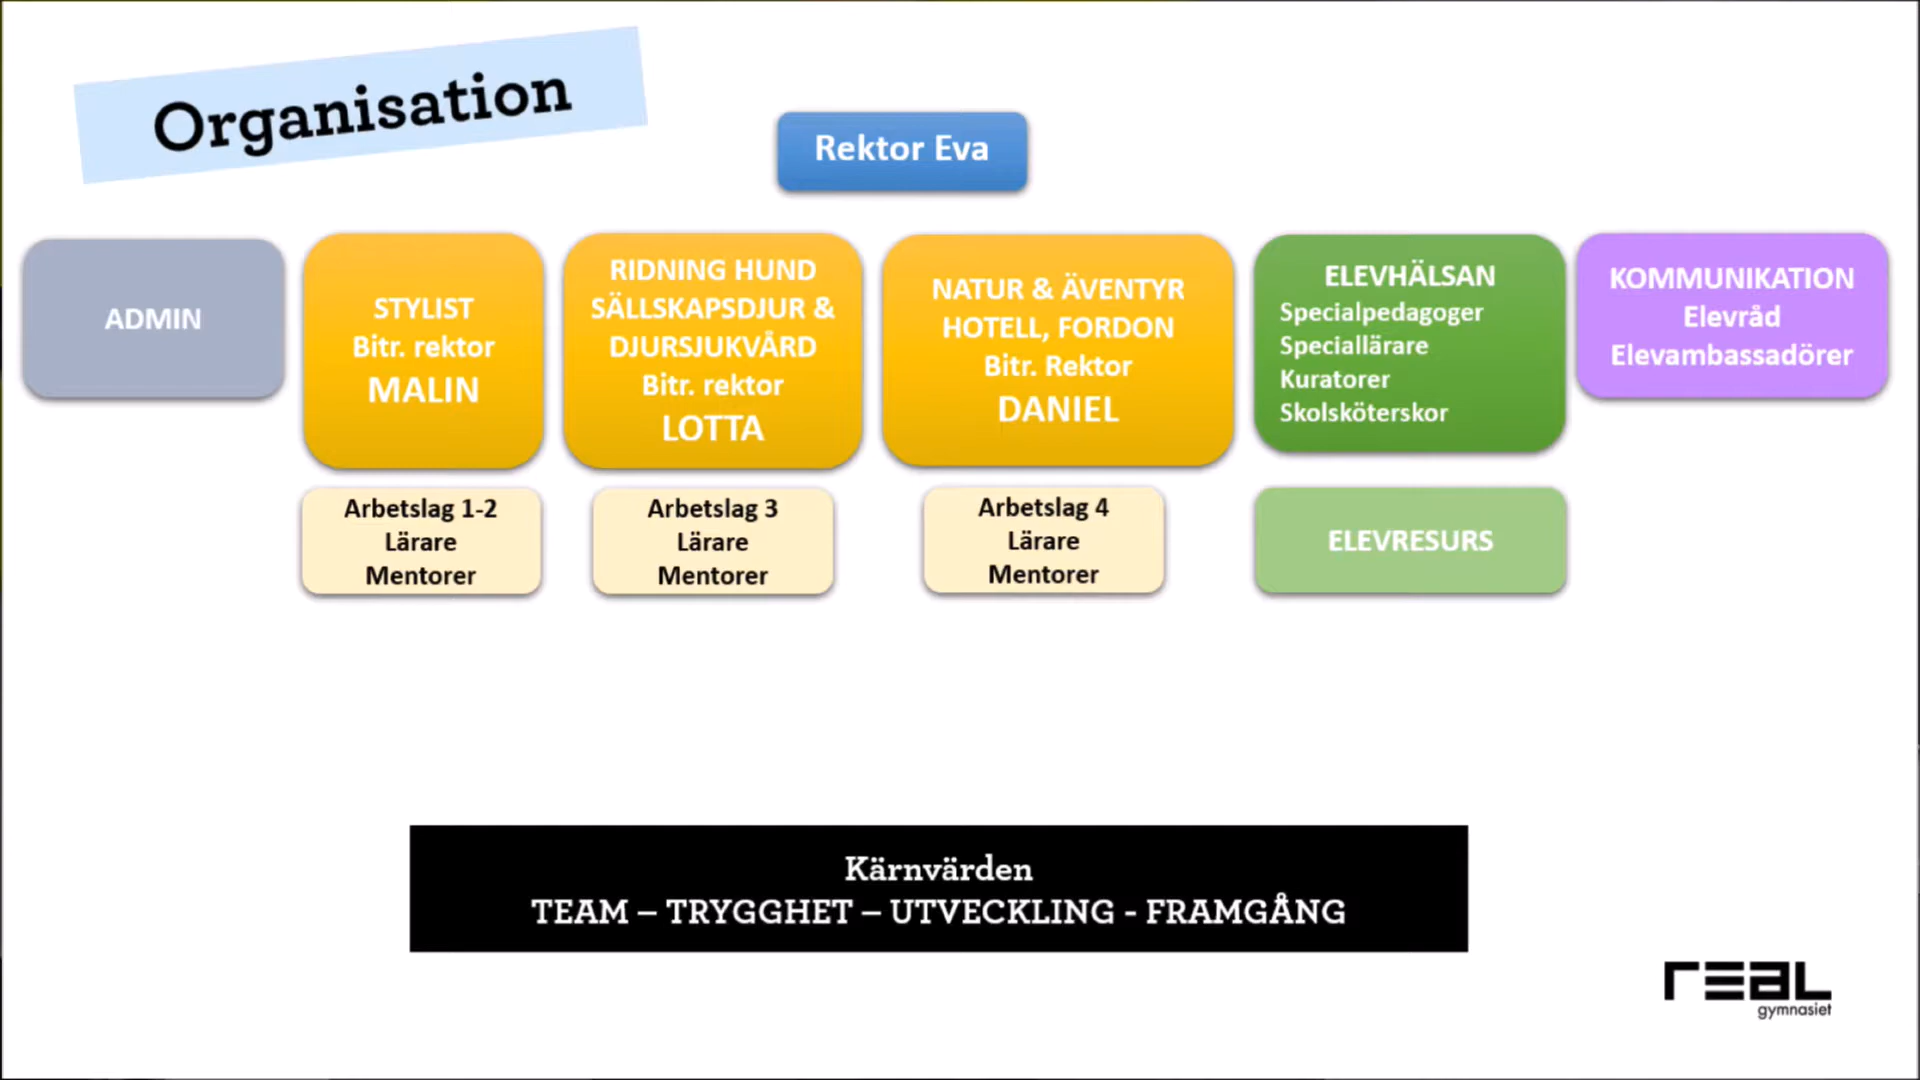 Organisation
Rektor Eva
ADMIN
STYLIST
Bitr. rektor
MALIN
RIDNING HUND
SÄLLSKAPSDJUR &
DJURSJUKVÅRD
Bitr. rektor
LOTTA
NATUR & ÄVENTYR
HOTELL, FORDON
Bitr. Rektor
DANIEL
ELEVHÄLSAN
Specialpedagoger
Speciallärare
Kuratorer
Skolsköterskor
KOMMUNIKATION
Elevråd
Elevambassadörer
Arbetslag 1-2
Lärare
Mentorer
Arbetslag 3
Lärare
Mentorer
Arbetslag 4
Lärare
Mentorer
ELEVRESURS
Kärnvärden
TEAM – TRYGGHET – UTVECKLING - FRAMGÅNG
REAL
gymnasiet